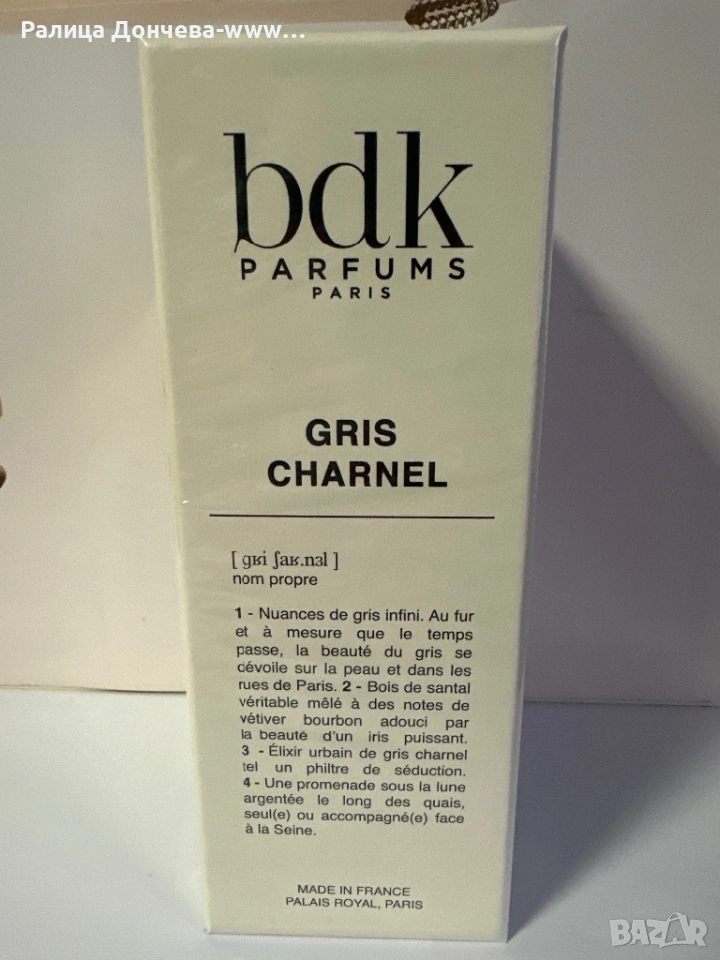 Ралица Дончева-www...
bdk
PARFUMS
PARIS
GRIS
CHARNEL
[ gʁi ʃaʁ.nɜl ]
nom propre
1 - Nuances de gris infini. Au fur
et à mesure que le temps
passe, la beauté du gris se
dévoile sur la peau et dans les
rues de Paris. 2 - Bois de santal
véritable mêlé à des notes de
vétiver bourbon adouci par
la beauté d'un iris puissant.
3 - Élixir urbain de gris charnel
tel un philtre de séduction.
4 - Une promenade sous la lune
argentée le long des quais,
seul(e) ou accompagné(e) face
à la Seine.
MADE IN FRANCE
PALAIS ROYAL, PARIS
BAZAR